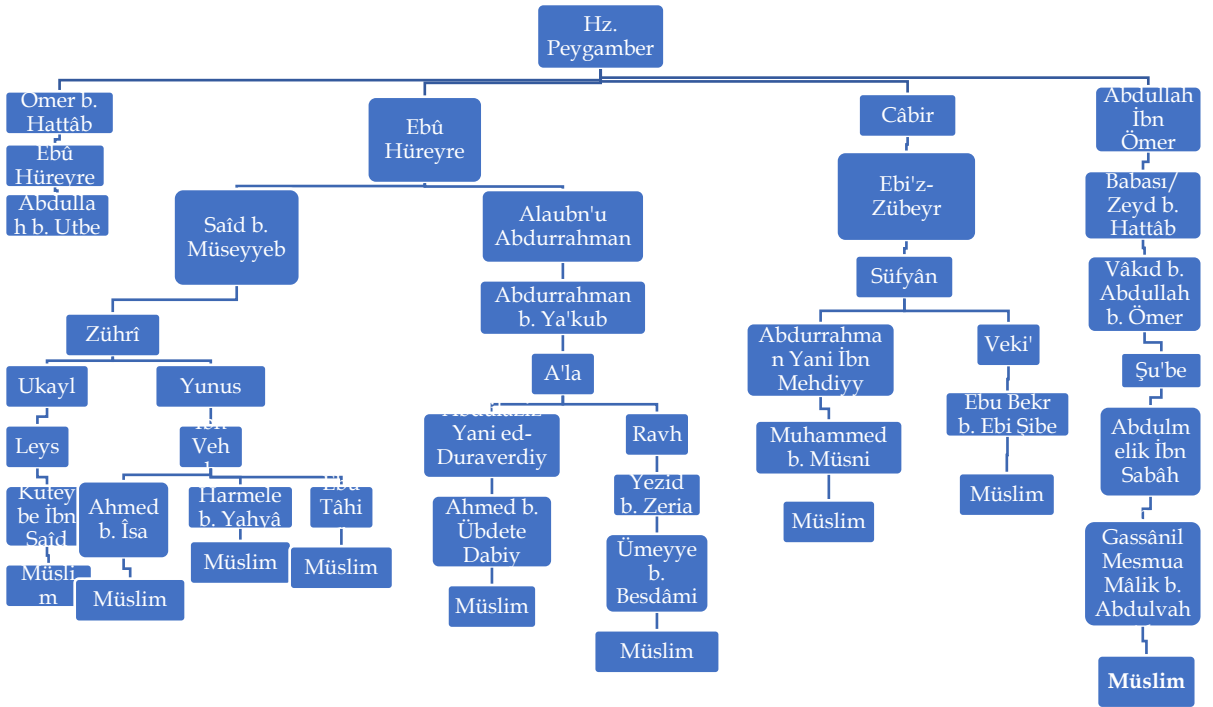 Hz.
Peygamber
Ömer b.
Hattâb
Ebû
Hüreyre
Abdulla
h b. Utbe
Ebû
Hüreyre
Saîd b.
Müseyyeb
Zührî
Ukayl
Leys
Kutey
be İbn
Saîd
Müsli
m
Yunus
Veh
Ahmed
b. Îsa
Müslim
Harmele
b. Yahyâ
Müslim
Ebû
Tâhi
Müslim
Alaubn'u
Abdurrahman
Abdurrahman
b. Ya'kub
A'la
Yani ed-
Duraverdiy
Ahmed b.
Übdete
Dabiy
Müslim
Ravh
Yezid
b. Zeria
Ümeyye
b.
Besdâmi
Müslim
Câbir
Ebi'z-
Zübeyr
Süfyân
Abdurrahma
n Yani İbn
Mehdiyy
Muhammed
b. Müsni
Müslim
Veki'
Ebu Bekr
b. Ebi Şibe
Müslim
Abdullah
İbn
Ömer
Babası/
Zeyd b.
Hattâb
Vâkıd b.
Abdullah
b. Ömer
Şu'be
Abdulm
elik İbn
Sabâh
Gassânil
Mesmua
Mâlik b.
Abdulvah
Müslim